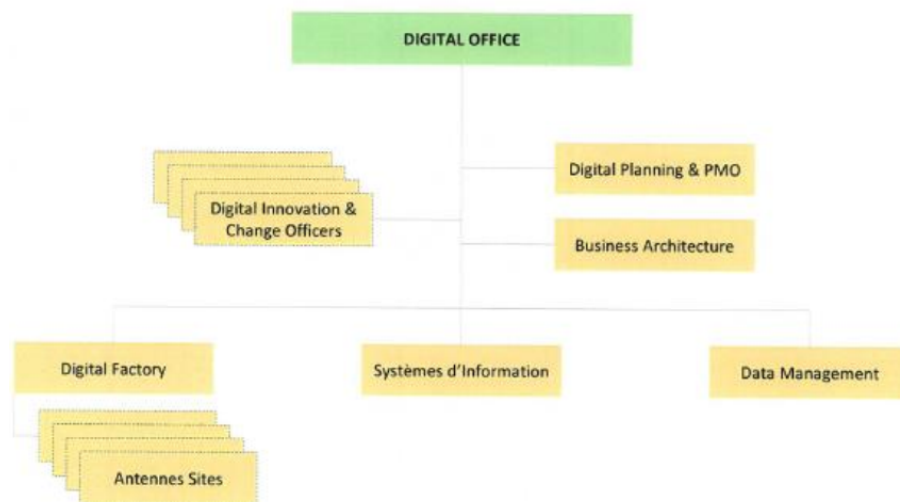 DIGITAL OFFICE
Digital Planning & PMO
Digital Innovation &
Change Officers
Business Architecture
Digital Factory
Systèmes d'Information
Data Management
Antennes Sites